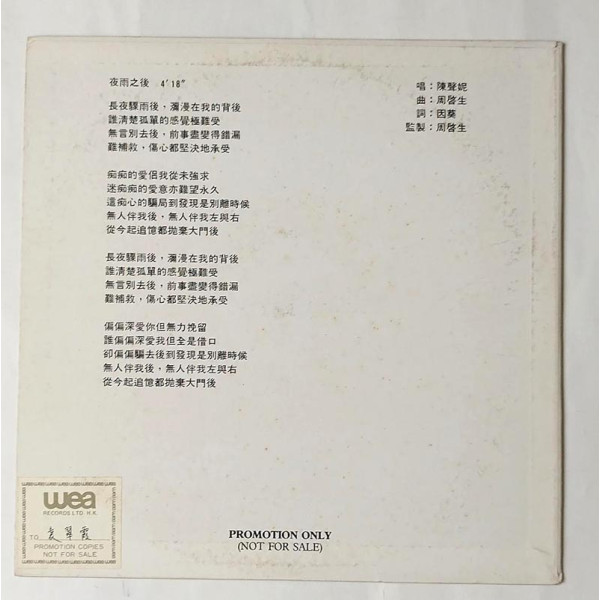 夜雨之後 4'18"
唱：陳聲妮
曲：周啓生
詞：因葵
監製：周啓生
長夜驟雨後，瀰漫在我的背後
誰清楚孤單的感覺極難受
無言別去後，前事盡變得錯漏
難補救，傷心都堅決地承受
痴痴的愛侶我從未強求
迷痴痴的愛意亦難望永久
這痴心的騙局到發現是別離時候
無人伴我後，無人伴我左與右
從今起追憶都拋棄大門後
長夜驟雨後，瀰漫在我的背後
誰清楚孤單的感覺極難受
無言別去後，前事盡變得錯漏
難補救，傷心都堅決地承受
偏偏深愛你但無力挽留
誰偏偏深愛我但全是借口
卻偏偏騙去後到發現是別離時候
無人伴我後，無人伴我左與右
從今起追憶都拋棄大門後
wea
RECORDS LTD. H.K.
TO
PROMOTION COPIES
NOT FOR SALE
PROMOTION ONLY
(NOT FOR SALE)